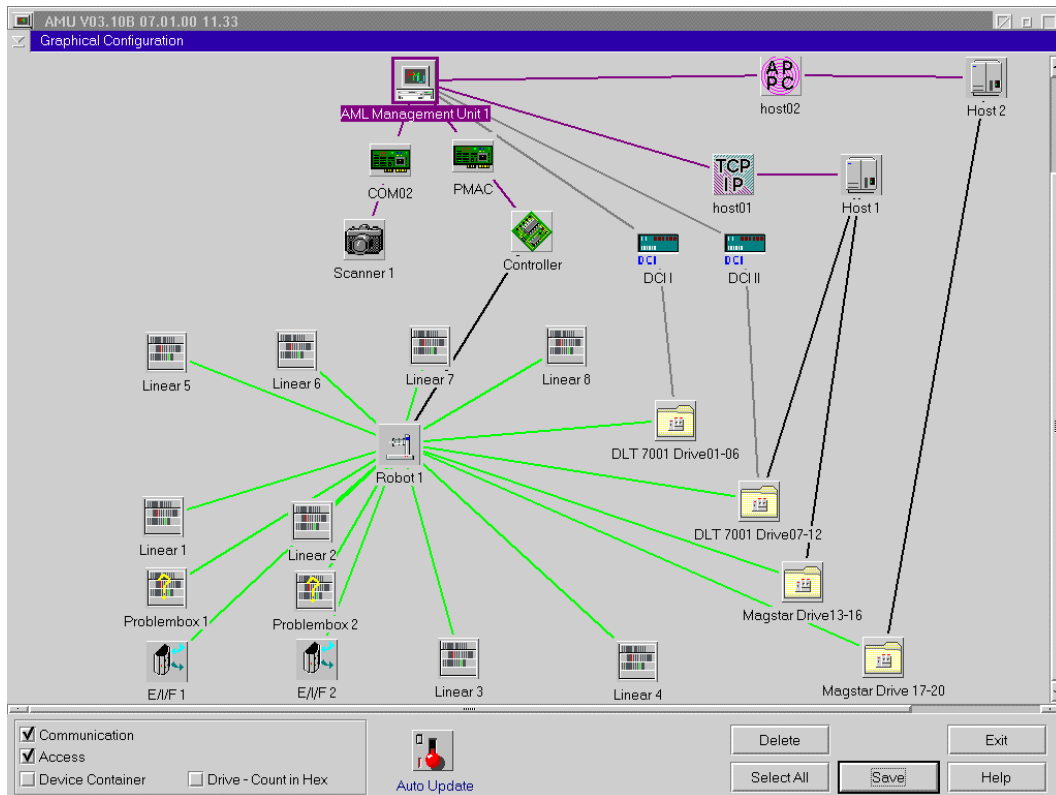 AMU V03.10B 07.01.00 11.33
Graphical Configuration
AP
PC
host02
Host 2
AML Management Unit 1
COM02
PMAC
TCP
IP
host01
Host 1
Scanner 1
Controller
DCI
DCI I
DCI
DCI II
Linear 5
Linear 6
Linear 7
Linear 8
Robot 1
DLT 7001 Drive01-06
DLT 7001 Drive07-12
Linear 1
Linear 2
Problembox 1
Problembox 2
Magstar Drive13-16
E/I/F 1
E/I/F 2
Linear 3
Linear 4
Magstar Drive 17-20
Communication
Access
Device Container
Drive - Count in Hex
Auto Update
Delete
Exit
Select All
Save
Help